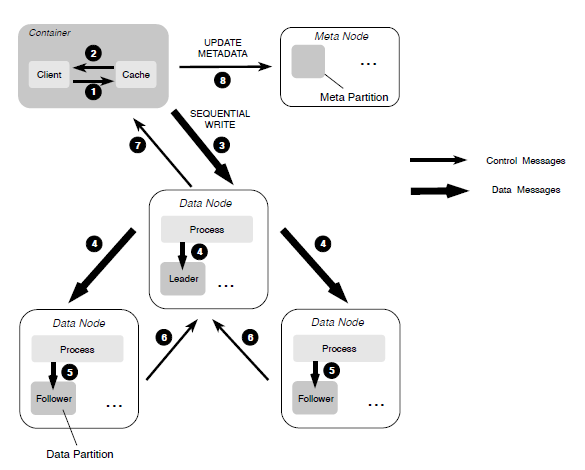 Container
Client
Cache
2
1
UPDATE
METADATA
8
Meta Node
...
Meta Partition
SEQUENTIAL
WRITE
3
7
Control Messages
Data Messages
Data Node
Process
4
Leader
...
4
4
Data Node
Process
5
Follower
...
Data Partition
6
6
Data Node
Process
5
Follower
...